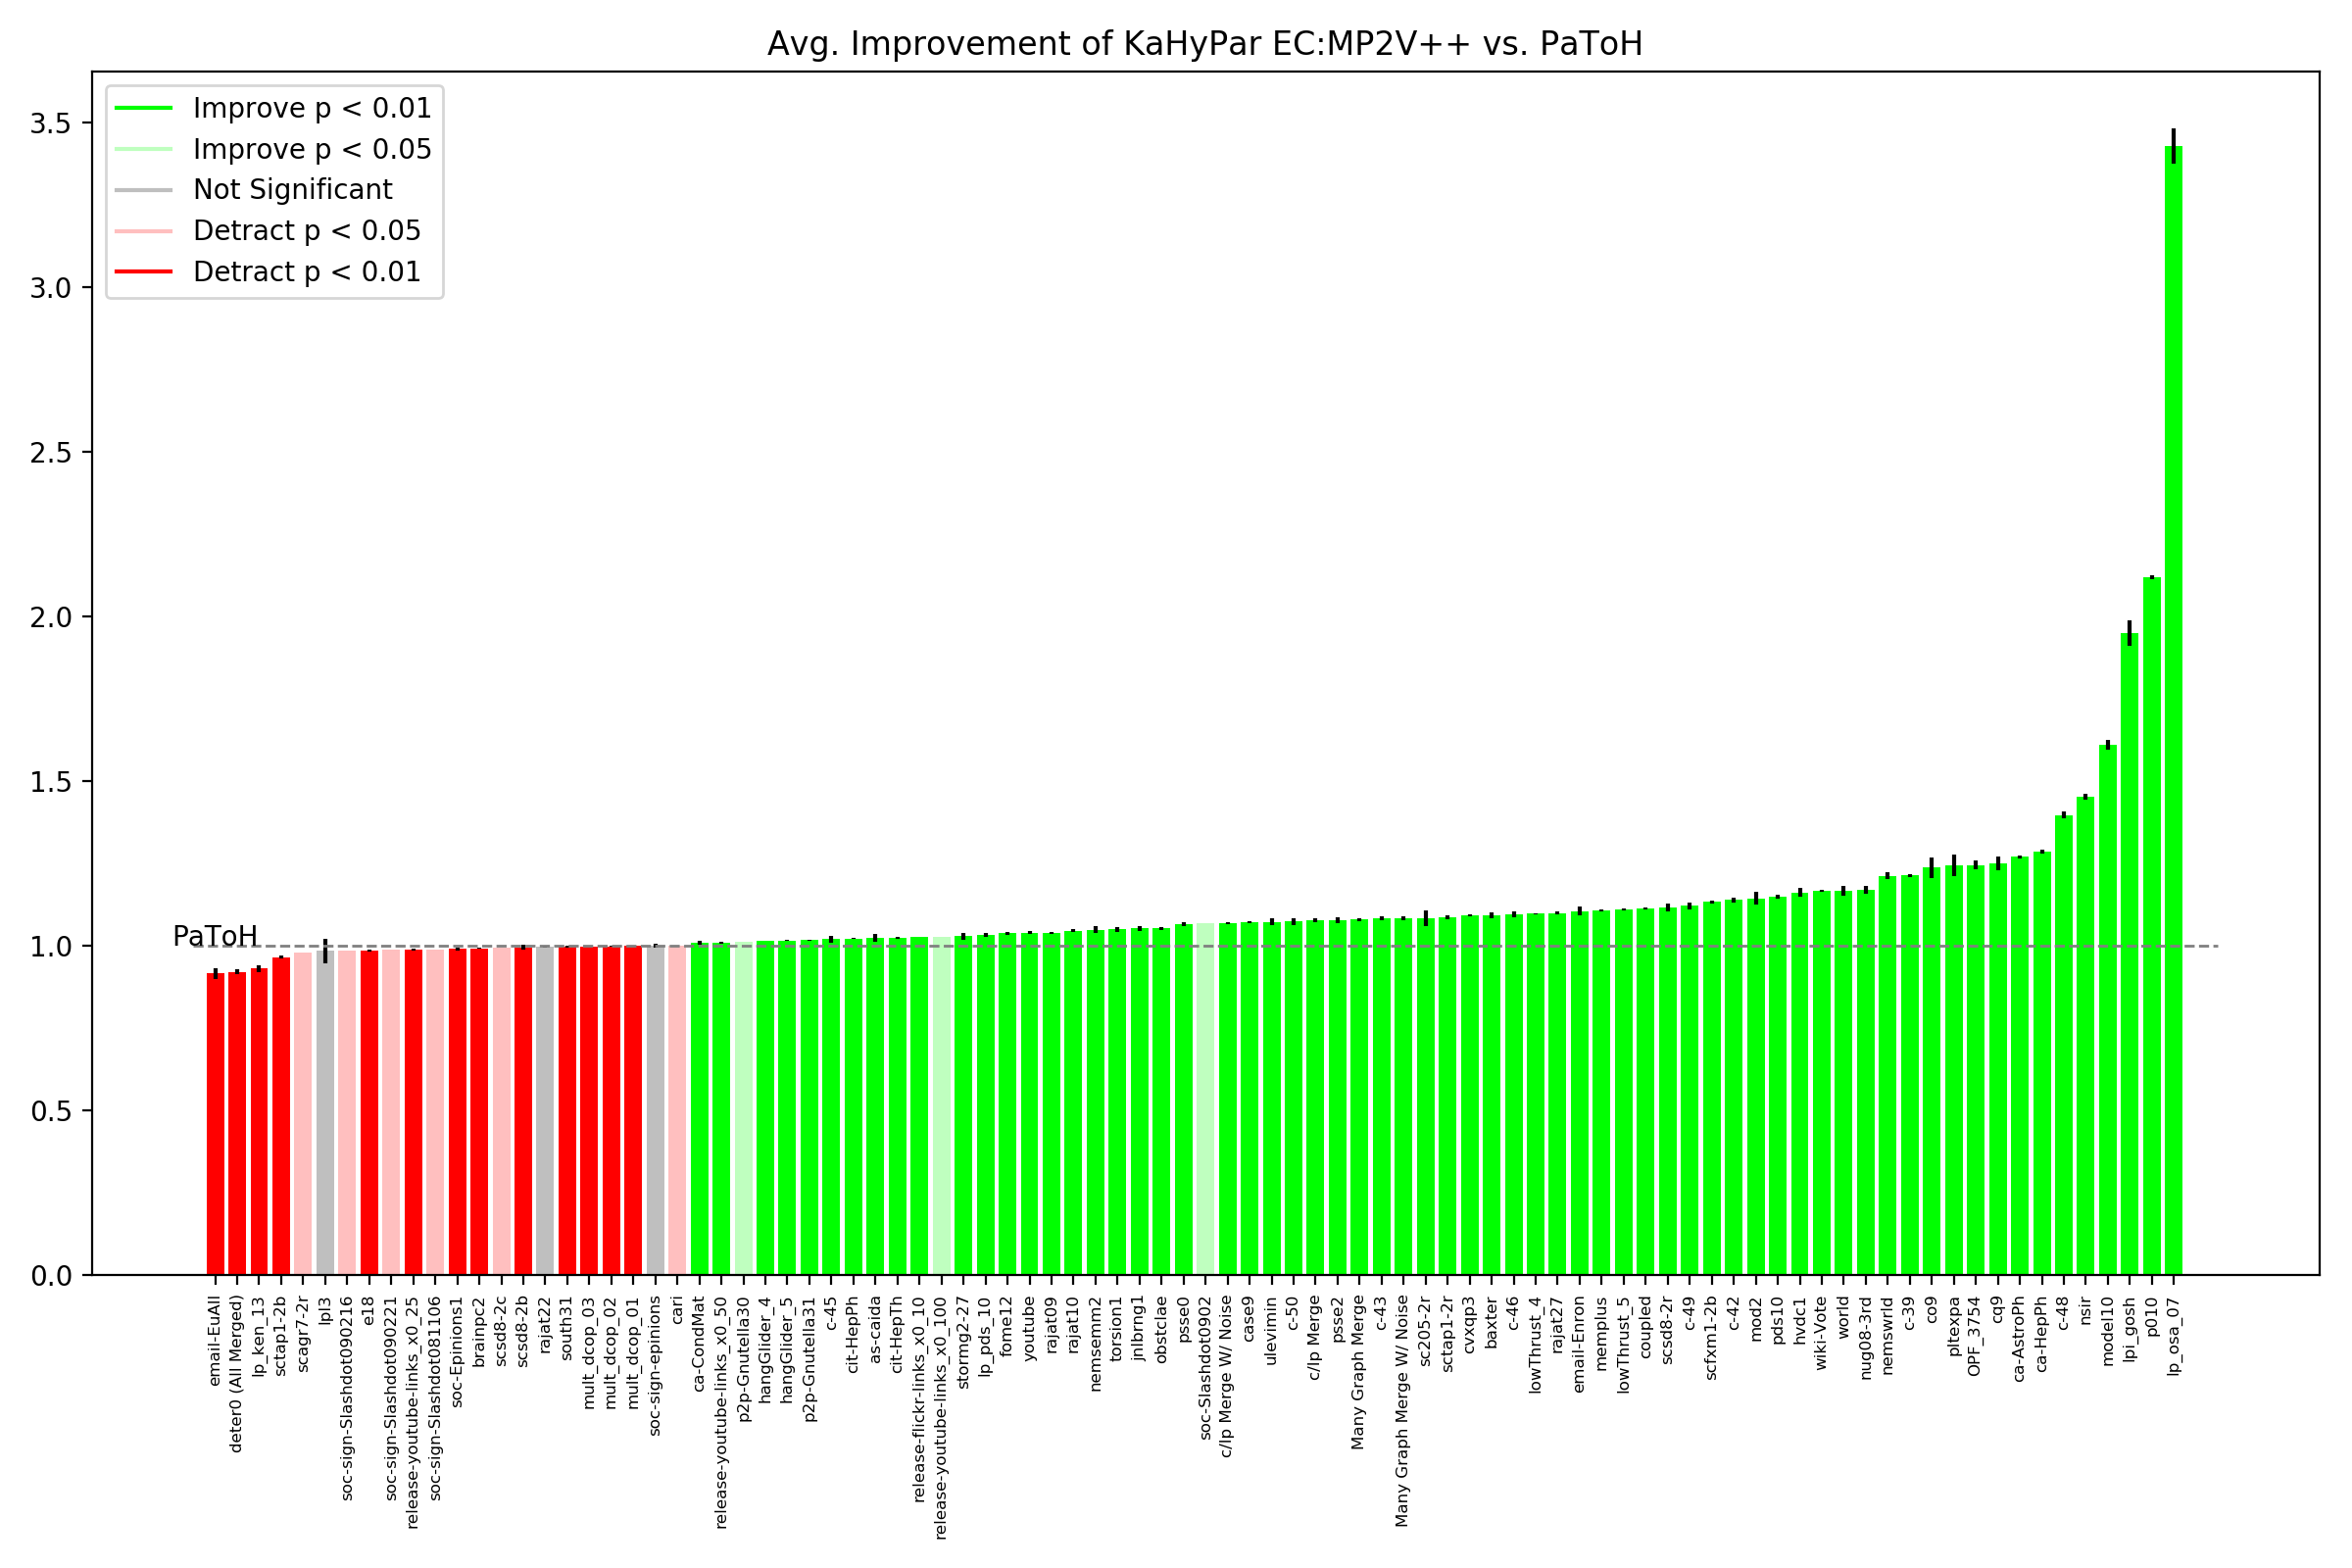 Avg. Improvement of KaHyPar EC:MP2V++ vs. PaToH
Improve p < 0.01
Improve p < 0.05
Not Significant
Detract p < 0.05
Detract p < 0.01
3.5
3.0
2.5
2.0
1.5
1.0
0.5
0.0
PaToH
email-EuAll
deter0 (All Merged)
lp_ken_13
sctap1-2b
scagr7-2r
lpl3
soc-sign-Slashdot090216
e18
soc-sign-Slashdot090221
release-youtube-links_x0_25
soc-sign-Slashdot081106
soc-Epinions1
brainpc2
scsd8-2c
scsd8-2b
rajat22
south31
mult_dcop_03
mult_dcop_02
mult_dcop_01
soc-sign-epinions
cari
ca-CondMat
release-youtube-links_x0_50
p2p-Gnutella30
hangGlider_4
hangGlider_5
p2p-Gnutella31
c-45
cit-HepPh
as-caida
cit-HepTh
release-flickr-links_x0_10
release-youtube-links_x0_100
stormg2-27
lp_pds_10
fome12
youtube
rajat09
rajat10
nemsemm2
torsion1
jnlbrng1
obstclae
psse0
soc-Slashdot0902
c/lp Merge W/ Noise
case9
ulevimin
c-50
c/lp Merge
psse2
Many Graph Merge
c-43
Many Graph Merge W/ Noise
sc205-2r
sctap1-2r
cvxqp3
baxter
c-46
lowThrust_4
rajat27
email-Enron
memplus
lowThrust_5
coupled
scsd8-2r
c-49
scfxm1-2b
c-42
mod2
pds10
hvdc1
wiki-Vote
world
nug08-3rd
nemswrld
c-39
co9
pltexpa
OPF_3754
cq9
ca-AstroPh
ca-HepPh
c-48
nsir
model10
lpi_gosh
p010
lp_osa_07